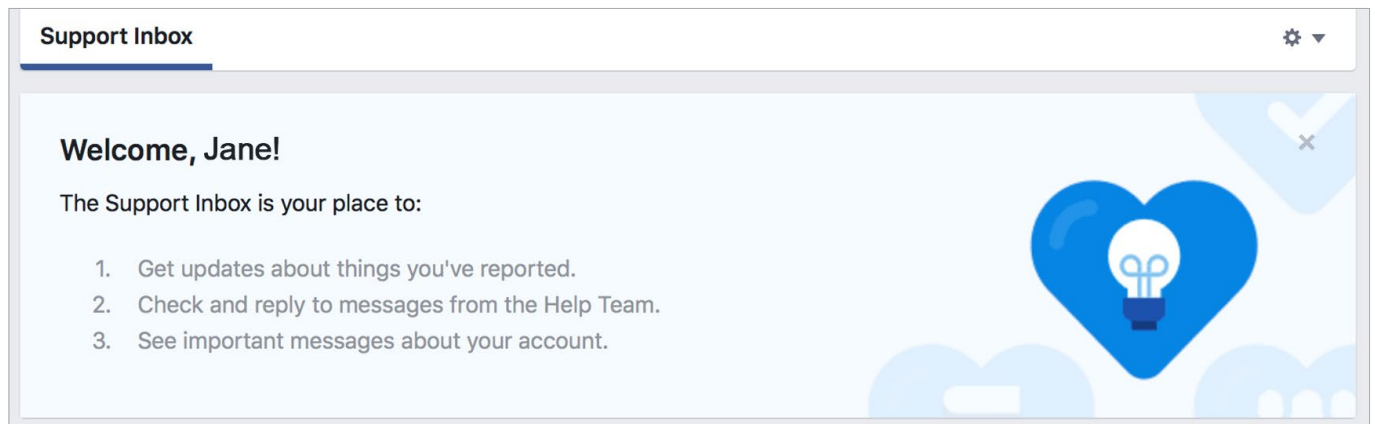 Support Inbox
Welcome, Jane!
The Support Inbox is your place to:
1. Get updates about things you've reported.
2. Check and reply to messages from the Help Team.
3. See important messages about your account.